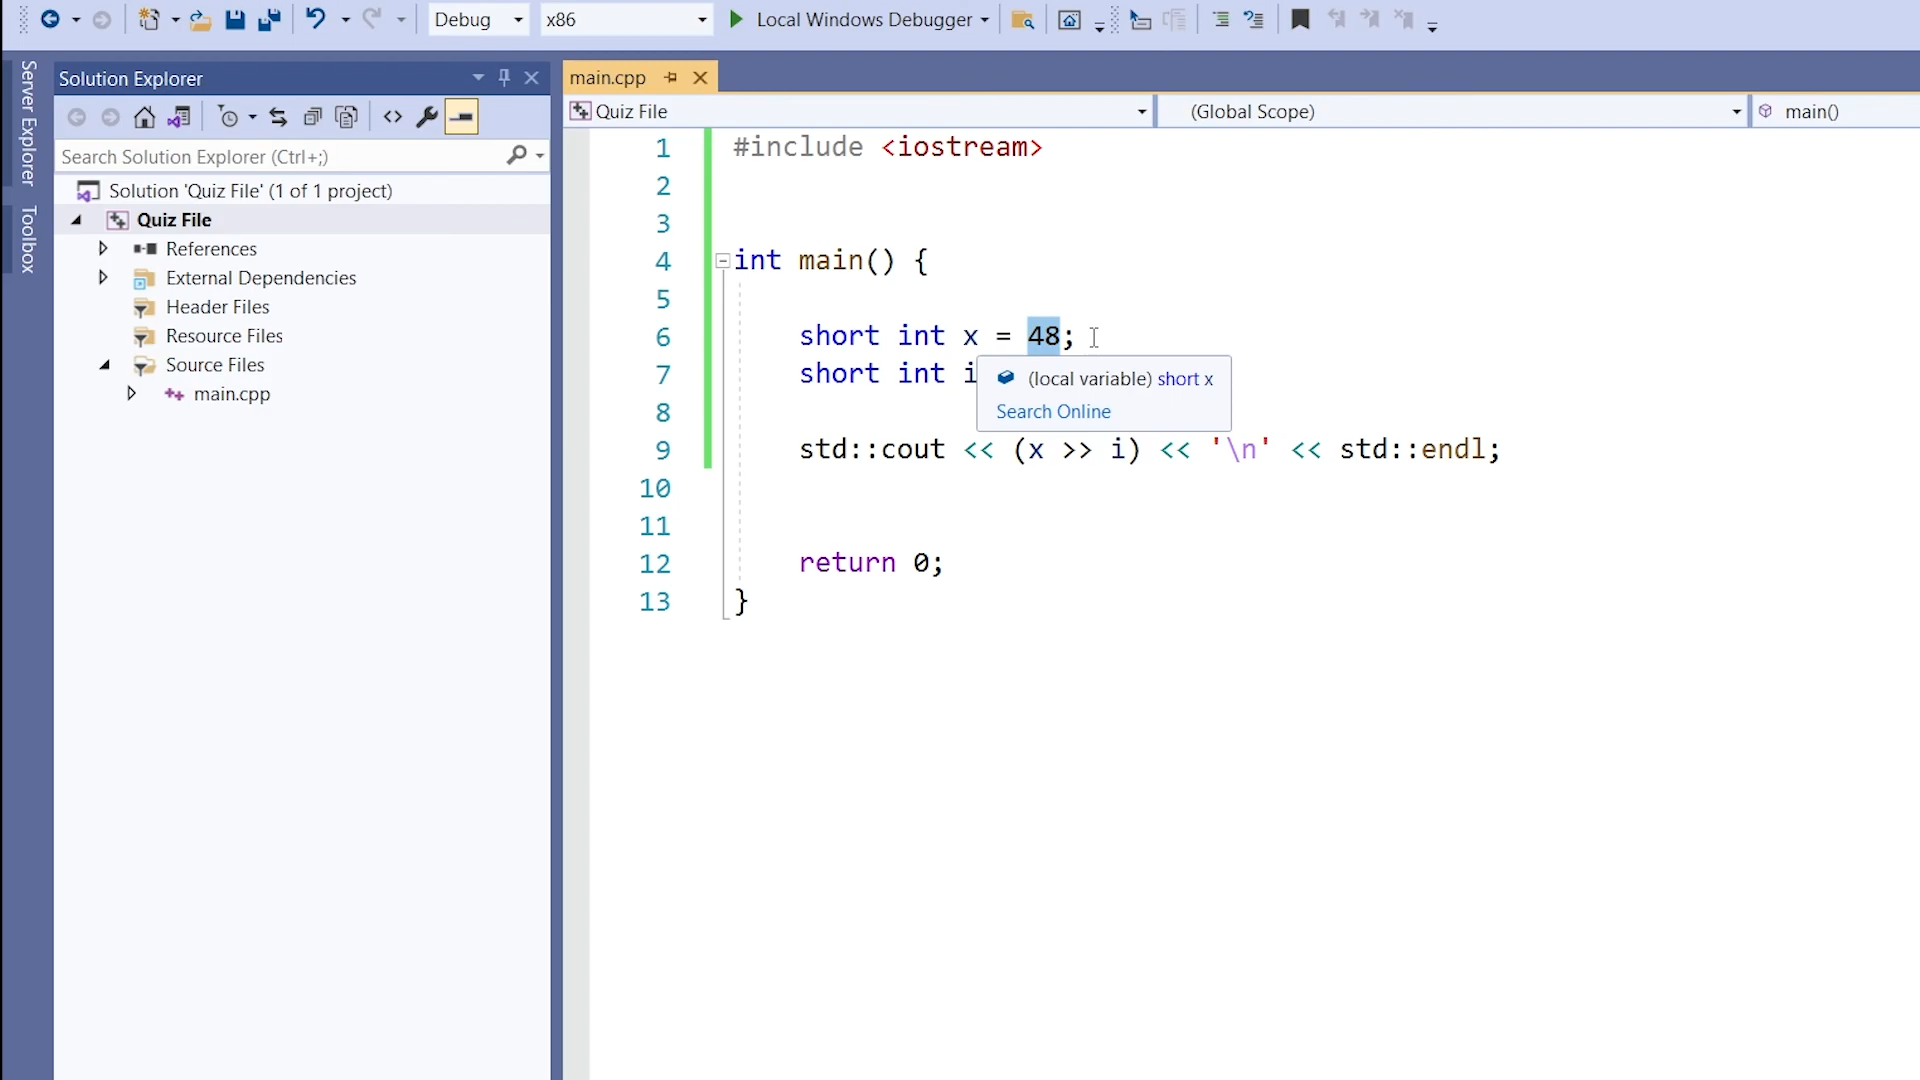 Debug
x86
Local Windows Debugger
Server Explorer
Toolbox
Solution Explorer
Search Solution Explorer (Ctrl+;)
Solution 'Quiz File' (1 of 1 project)
Quiz File
References
External Dependencies
Header Files
Resource Files
Source Files
main.cpp
main.cpp
Quiz File
(Global Scope)
main()
1 #include <iostream>
2
3
4 int main() {
5
6 short int x = 48;
7 short int i
(local variable) short x
Search Online
8
9 std::cout << (x >> i) << '\n' << std::endl;
10
11
12 return 0;
13 }